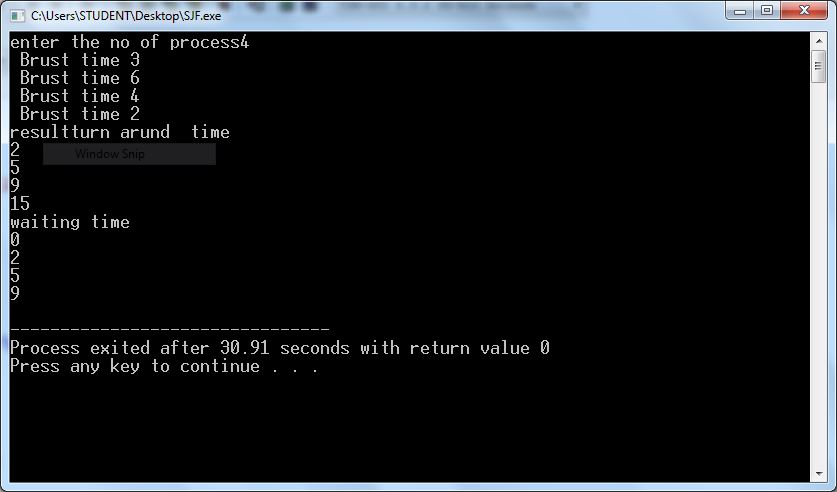 C:\Users\STUDENT\Desktop\SJF.exe
enter the no of process4
Brust time 3
Brust time 6
Brust time 4
Brust time 2
resultturn arund  time
2
Window Snip
5
9
15
waiting time
0
2
5
9
--------------------------------
Process exited after 30.91 seconds with return value 0
Press any key to continue . . .